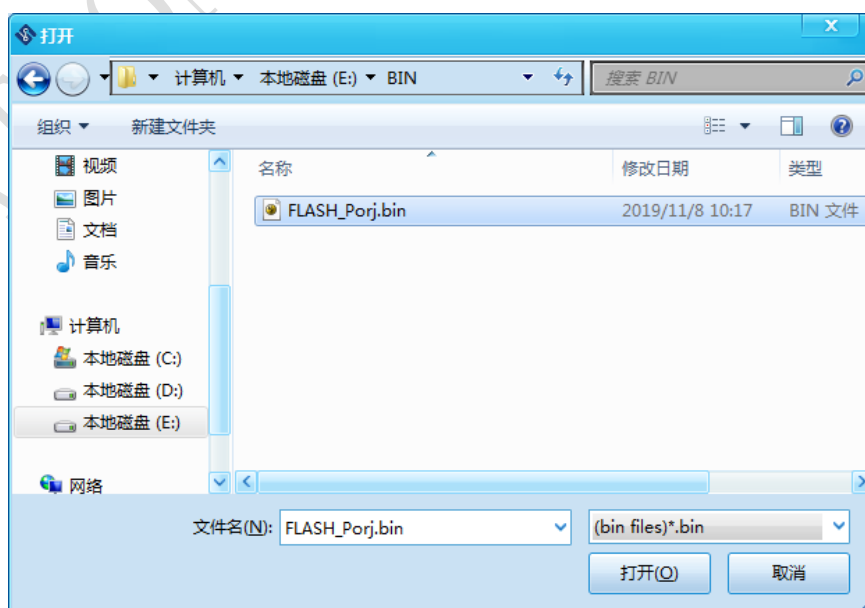 打开
计算机 本地磁盘 (E:) BIN
搜索 BIN
组织 新建文件夹
视频
图片
文档
音乐
计算机
本地磁盘 (C:)
本地磁盘 (D:)
本地磁盘 (E:)
网络
名称 修改日期 类型
FLASH_Porj.bin 2019/11/8 10:17 BIN 文件
文件名(N): FLASH_Porj.bin (bin files)*.bin
打开(O) 取消